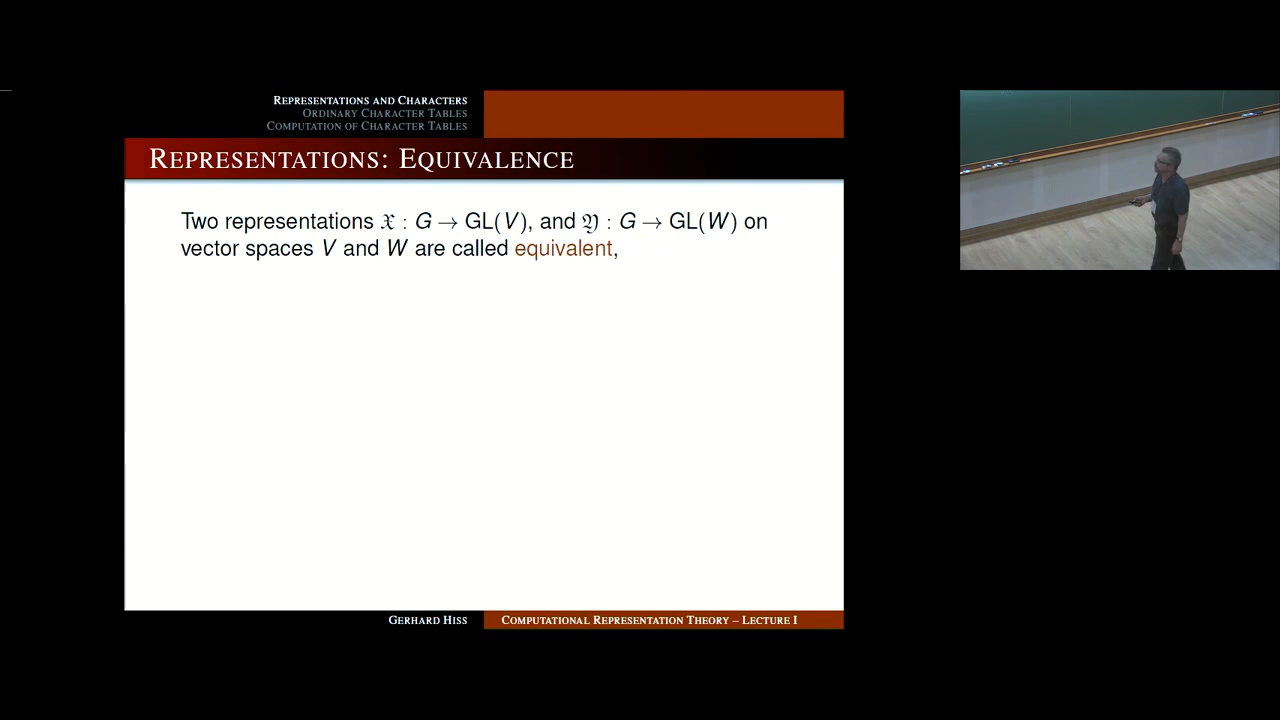 REPRESENTATIONS AND CHARACTERS
ORDINARY CHARACTER TABLES
COMPUTATION OF CHARACTER TABLES
REPRESENTATIONS: EQUIVALENCE
Two representations 𝔛 : G → GL(V), and 𝔜 : G → GL(W) on
vector spaces V and W are called equivalent,
GERHARD HISS
COMPUTATIONAL REPRESENTATION THEORY – LECTURE I